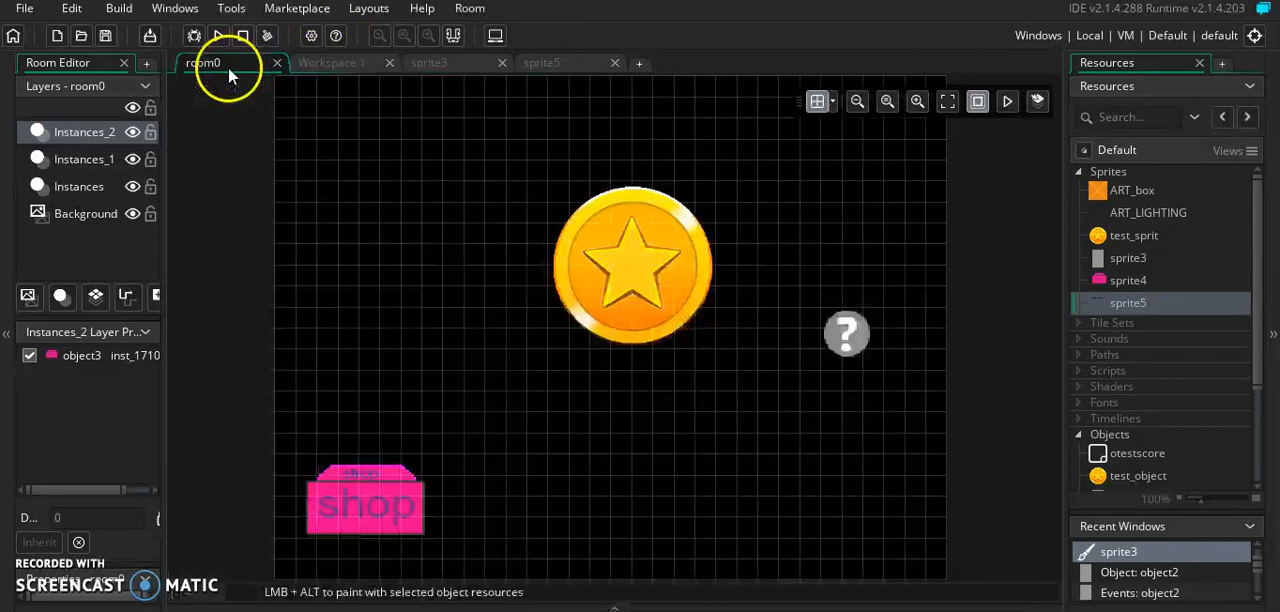 File Edit Build Windows Tools Marketplace Layouts Help Room
IDE v2.1.4.288 Runtime v2.1.4.203
Windows | Local | VM | Default | default
Room Editor
room0
Workspace 1
sprite3
sprite5
Resources
Layers - room0
Resources
Search...
Instances_2
Instances_1
Instances
Background
Default
Views
Sprites
ART_box
ART_LIGHTING
test_sprit
sprite3
sprite4
sprite5
Tile Sets
Sounds
Paths
Scripts
Shaders
Fonts
Timelines
Objects
otestscore
test_object
100%
Instances_2 Layer Pr...
object3 inst_1710
?
shop
shop
D... 0
Inherit
Recent Windows
sprite3
Object: object2
Events: object2
RECORDED WITH
SCREENCAST MATIC
LMB + ALT to paint with selected object resources